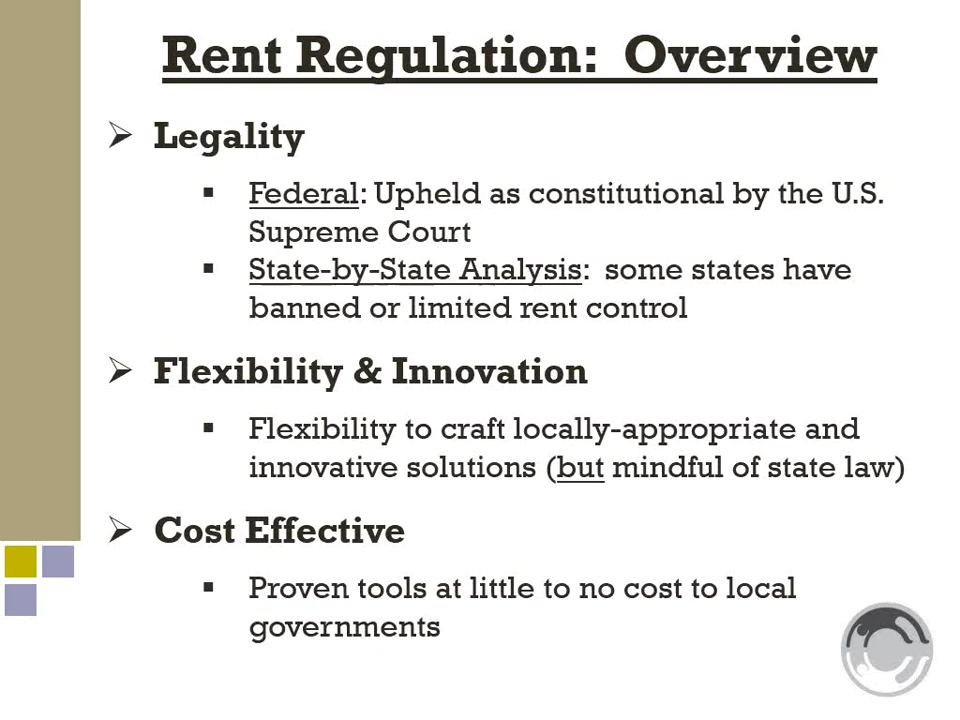 Rent Regulation: Overview
➢ Legality
▪ Federal: Upheld as constitutional by the U.S.
Supreme Court
▪ State-by-State Analysis: some states have
banned or limited rent control
➢ Flexibility & Innovation
▪ Flexibility to craft locally-appropriate and
innovative solutions (but mindful of state law)
➢ Cost Effective
▪ Proven tools at little to no cost to local
governments